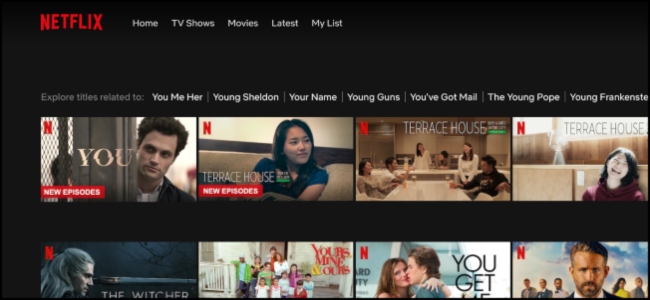 NETFLIX Home TV Shows Movies Latest My List
Explore titles related to: You Me Her | Young Sheldon | Your Name | Young Guns | You've Got Mail | The Young Pope | Young Frankenste
N YOU NEW EPISODES
N TERRACE HOUSE NEW EPISODES
N TERRACE HOUSE
N TERRACE HOUSE
N THE WITCHER
YOURS, MINE & OURS
N YOU GET
N